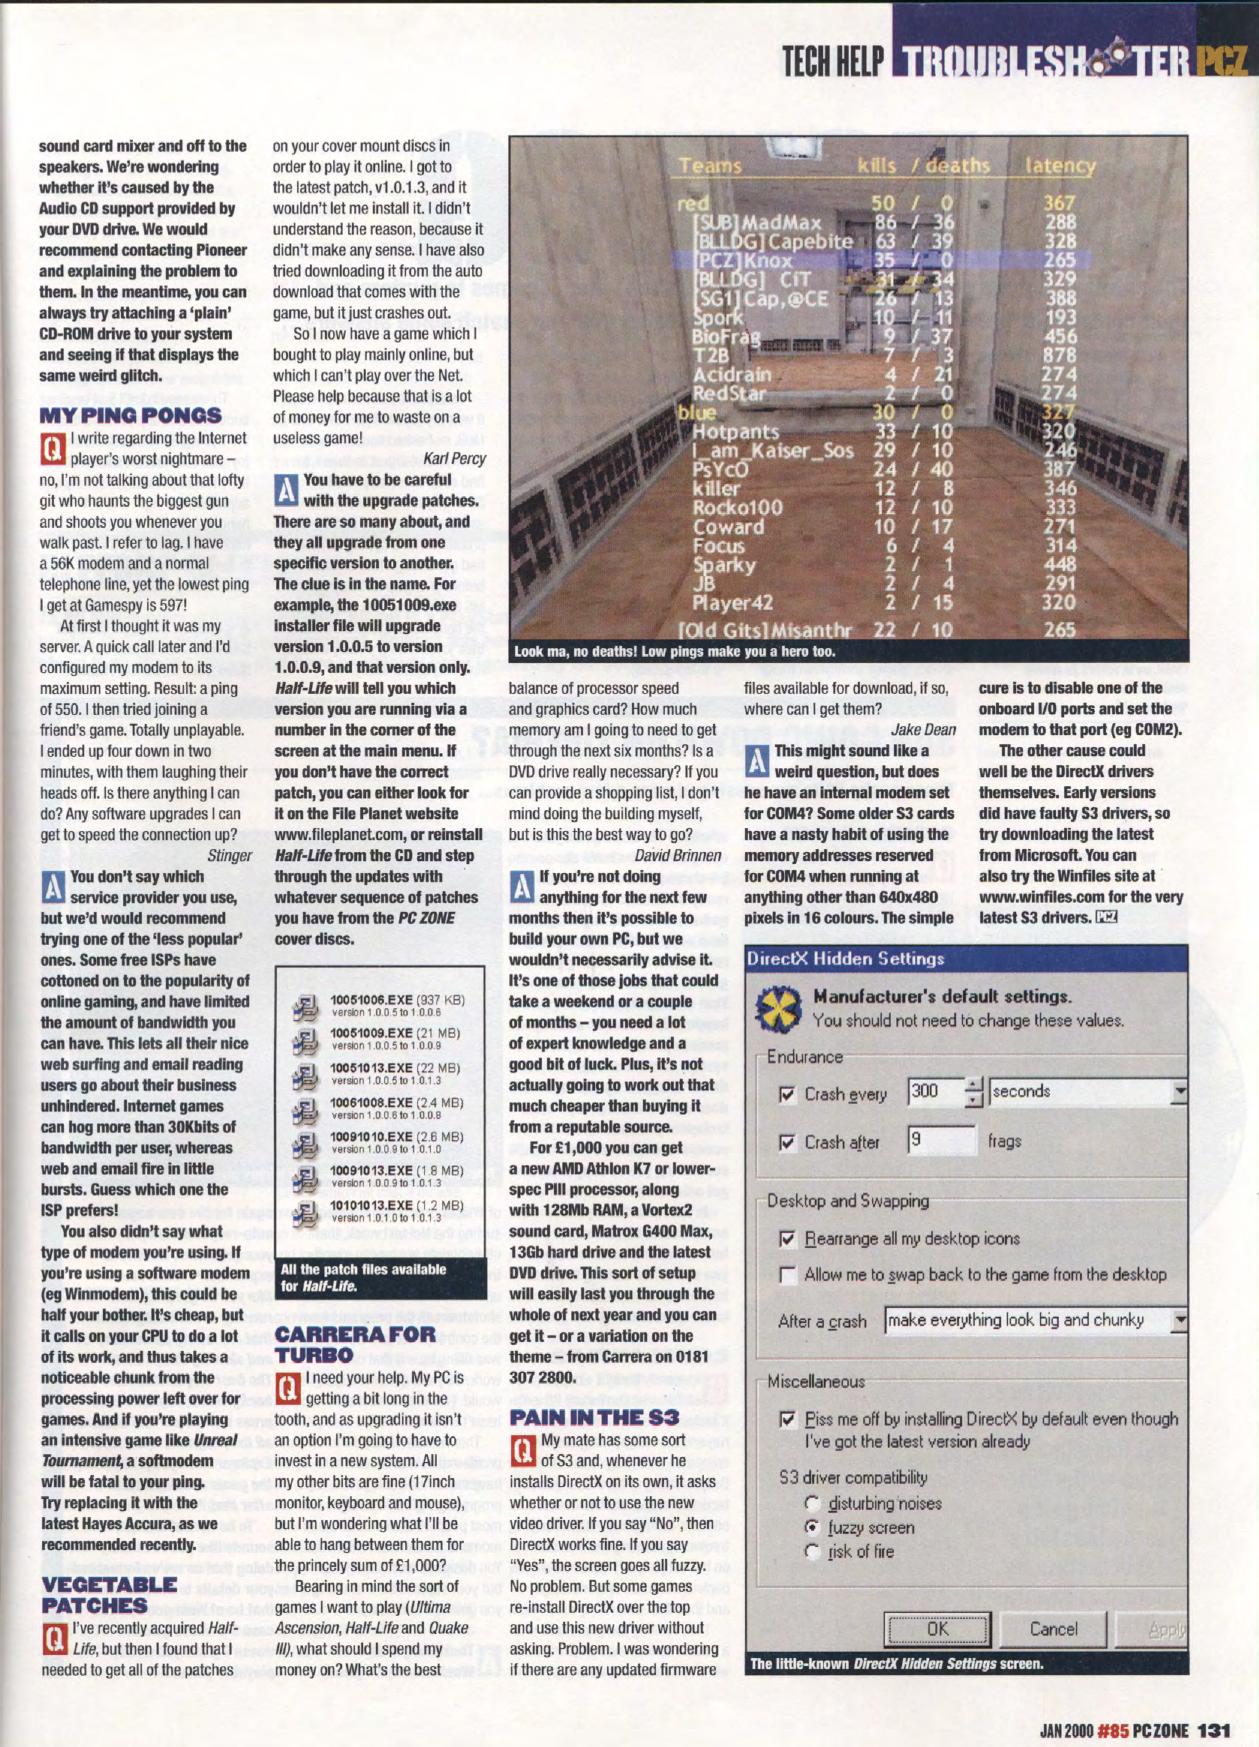 TECH HELP TROUBLESHOOTER PCZ
sound card mixer and off to the
speakers. We're wondering
whether it's caused by the
Audio CD support provided by
your DVD drive. We would
recommend contacting Pioneer
and explaining the problem to
them. In the meantime, you can
always try attaching a 'plain'
CD-ROM drive to your system
and seeing if that displays the
same weird glitch.
MY PING PONGS
Q I write regarding the Internet
player's worst nightmare –
no, I'm not talking about that lofty
git who haunts the biggest gun
and shoots you whenever you
walk past. I refer to lag. I have
a 56K modem and a normal
telephone line, yet the lowest ping
I get at Gamespy is 597!
At first I thought it was my
server. A quick call later and I'd
configured my modem to its
maximum setting. Result: a ping
of 550. I then tried joining a
friend's game. Totally unplayable.
I ended up four down in two
minutes, with them laughing their
heads off. Is there anything I can
do? Any software upgrades I can
get to speed the connection up?
Stinger
A You don't say which
service provider you use,
but we'd would recommend
trying one of the 'less popular'
ones. Some free ISPs have
cottoned on to the popularity of
online gaming, and have limited
the amount of bandwidth you
can have. This lets all their nice
web surfing and email reading
users go about their business
unhindered. Internet games
can hog more than 30Kbits of
bandwidth per user, whereas
web and email fire in little
bursts. Guess which one the
ISP prefers!
You also didn't say what
type of modem you're using. If
you're using a software modem
(eg Winmodem), this could be
half your bother. It's cheap, but
it calls on your CPU to do a lot
of its work, and thus takes a
noticeable chunk from the
processing power left over for
games. And if you're playing
an intensive game like Unreal
Tournament, a softmodem
will be fatal to your ping.
Try replacing it with the
latest Hayes Accura, as we
recommended recently.
VEGETABLE
PATCHES
Q I've recently acquired Half-
Life, but then I found that I
needed to get all of the patches
on your cover mount discs in
order to play it online. I got to
the latest patch, v1.0.1.3, and it
wouldn't let me install it. I didn't
understand the reason, because it
didn't make any sense. I have also
tried downloading it from the auto
download that comes with the
game, but it just crashes out.
So I now have a game which I
bought to play mainly online, but
which I can't play over the Net.
Please help because that is a lot
of money for me to waste on a
useless game!
Karl Percy
A You have to be careful
with the upgrade patches.
There are so many about, and
they all upgrade from one
specific version to another.
The clue is in the name. For
example, the 10051009.exe
installer file will upgrade
version 1.0.0.5 to version
1.0.0.9, and that version only.
Half-Life will tell you which
version you are running via a
number in the corner of the
screen at the main menu. If
you don't have the correct
patch, you can either look for
it on the File Planet website
www.fileplanet.com, or reinstall
Half-Life from the CD and step
through the updates with
whatever sequence of patches
you have from the PC ZONE
cover discs.
10051006.EXE (937 KB)
version 1.0.0.5 to 1.0.0.6
10051009.EXE (21 MB)
version 1.0.0.5 to 1.0.0.9
10051013.EXE (22 MB)
version 1.0.0.5 to 1.0.1.3
10061008.EXE (2.4 MB)
version 1.0.0.6 to 1.0.0.8
10091010.EXE (2.6 MB)
version 1.0.0.9 to 1.0.1.0
10091013.EXE (1.8 MB)
version 1.0.0.9 to 1.0.1.3
10101013.EXE (1.2 MB)
version 1.0.1.0 to 1.0.1.3
All the patch files available
for Half-Life.
CARRERA FOR
TURBO
Q I need your help. My PC is
getting a bit long in the
tooth, and as upgrading it isn't
an option I'm going to have to
invest in a new system. All
my other bits are fine (17inch
monitor, keyboard and mouse),
but I'm wondering what I'll be
able to hang between them for
the princely sum of £1,000?
Bearing in mind the sort of
games I want to play (Ultima
Ascension, Half-Life and Quake
III), what should I spend my
money on? What's the best
Teams kills / deaths latency
red 50 / 0 367
[SUB]MadMax 86 / 36 288
[BLLDG]Capebite 63 / 39 328
[PCZ]Knox 35 / 0 265
[BLLDG] CfT 31 / 34 329
[SG1]Cap,@CE 26 / 13 388
Spork 10 / -11 193
BioFrag 9 / 37 456
T2B 7 / 3 878
Acidrain 4 / 21 274
RedStar 2 / 0 274
blue 30 / 0 327
Hotpants 33 / 10 320
I_am_Kaiser_Sos 29 / 10 246
PsYcO 24 / 40 387
killer 12 / 8 346
Rocko100 12 / 10 333
Coward 10 / 17 271
Focus 6 / 4 314
Sparky 2 / 1 448
JB 2 / 4 291
Player42 2 / 15 320
[Old Gits]Misanthr 22 / 10 265
Look ma, no deaths! Low pings make you a hero too.
balance of processor speed
and graphics card? How much
memory am I going to need to get
through the next six months? Is a
DVD drive really necessary? If you
can provide a shopping list, I don't
mind doing the building myself,
but is this the best way to go?
David Brinnen
A If you're not doing
anything for the next few
months then it's possible to
build your own PC, but we
wouldn't necessarily advise it.
It's one of those jobs that could
take a weekend or a couple
of months – you need a lot
of expert knowledge and a
good bit of luck. Plus, it's not
actually going to work out that
much cheaper than buying it
from a reputable source.
For £1,000 you can get
a new AMD Athlon K7 or lower-
spec PIII processor, along
with 128Mb RAM, a Vortex2
sound card, Matrox G400 Max,
13Gb hard drive and the latest
DVD drive. This sort of setup
will easily last you through the
whole of next year and you can
get it – or a variation on the
theme – from Carrera on 0181
307 2800.
PAIN IN THE S3
Q My mate has some sort
of S3 and, whenever he
installs DirectX on its own, it asks
whether or not to use the new
video driver. If you say "No", then
DirectX works fine. If you say
"Yes", the screen goes all fuzzy.
No problem. But some games
re-install DirectX over the top
and use this new driver without
asking. Problem. I was wondering
if there are any updated firmware
files available for download, if so,
where can I get them?
Jake Dean
A This might sound like a
weird question, but does
he have an internal modem set
for COM4? Some older S3 cards
have a nasty habit of using the
memory addresses reserved
for COM4 when running at
anything other than 640x480
pixels in 16 colours. The simple
cure is to disable one of the
onboard I/O ports and set the
modem to that port (eg COM2).
The other cause could
well be the DirectX drivers
themselves. Early versions
did have faulty S3 drivers, so
try downloading the latest
from Microsoft. You can
also try the Winfiles site at
www.winfiles.com for the very
latest S3 drivers. PCZ
DirectX Hidden Settings
Manufacturer's default settings.
You should not need to change these values.
Endurance
Crash every 300 seconds
Crash after 9 frags
Desktop and Swapping
Rearrange all my desktop icons
Allow me to swap back to the game from the desktop
After a crash make everything look big and chunky
Miscellaneous
Piss me off by installing DirectX by default even though
I've got the latest version already
S3 driver compatibility
disturbing noises
fuzzy screen
risk of fire
OK Cancel Apply
The little-known DirectX Hidden Settings screen.
JAN 2000 #85 PC ZONE 131